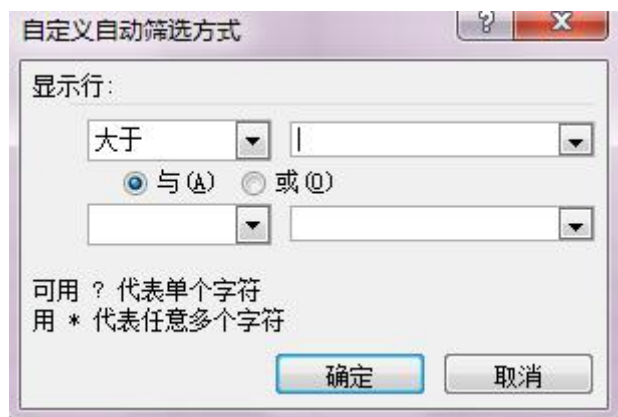 自定义自动筛选方式
显示行:
大于
与(A) 或(O)
可用 ? 代表单个字符
用 * 代表任意多个字符
确定 取消